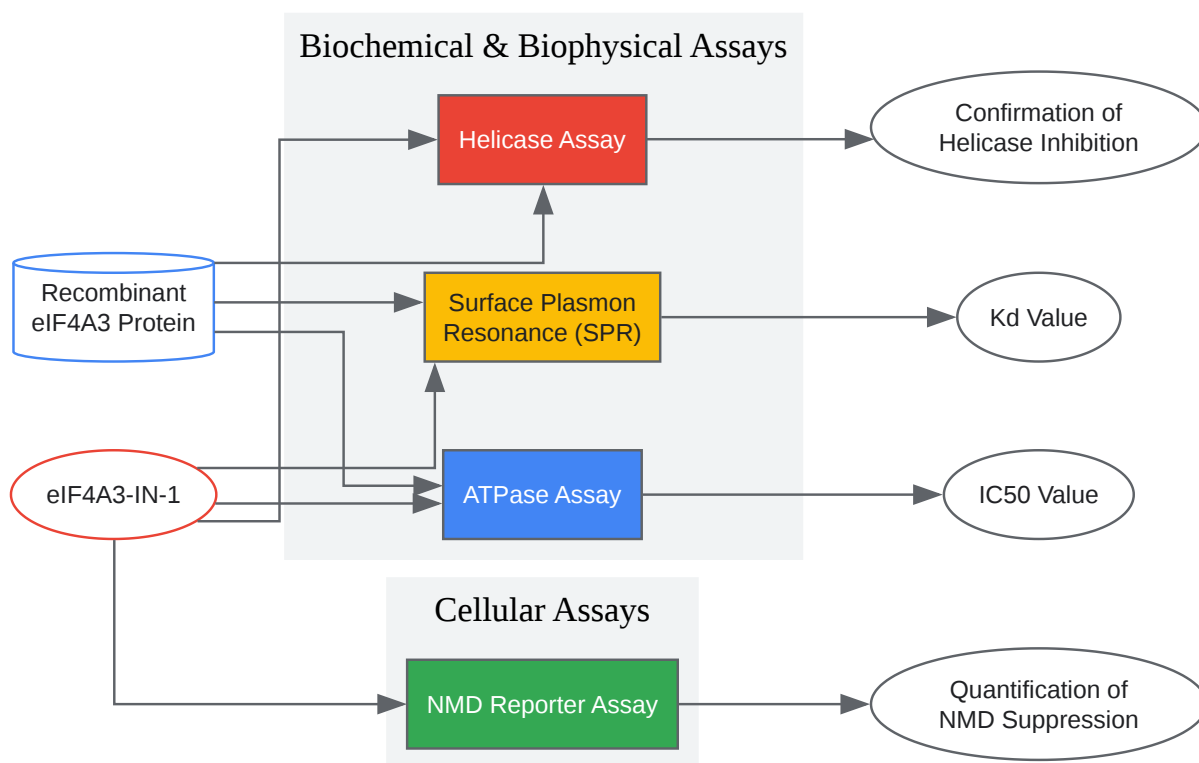 Biochemical & Biophysical Assays
Helicase Assay
Confirmation of
Helicase Inhibition
Recombinant
eIF4A3 Protein
Surface Plasmon
Resonance (SPR)
Kd Value
eIF4A3-IN-1
ATPase Assay
IC50 Value
Cellular Assays
NMD Reporter Assay
Quantification of
NMD Suppression